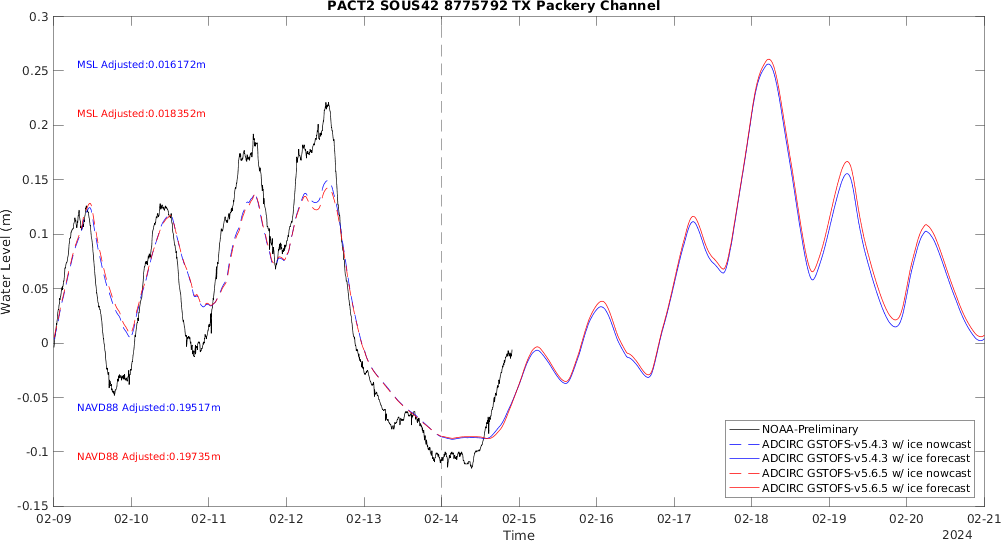 PACT2 SOUS42 8775792 TX Packery Channel
0.3
0.25
0.2
0.15
0.1
0.05
0
-0.05
-0.1
-0.15
Water Level (m)
MSL Adjusted:0.016172m
MSL Adjusted:0.018352m
NAVD88 Adjusted:0.19517m
NAVD88 Adjusted:0.19735m
NOAA-Preliminary
ADCIRC GSTOFS-v5.4.3 w/ ice nowcast
ADCIRC GSTOFS-v5.4.3 w/ ice forecast
ADCIRC GSTOFS-v5.6.5 w/ ice nowcast
ADCIRC GSTOFS-v5.6.5 w/ ice forecast
02-09 02-10 02-11 02-12 02-13 02-14 02-15 02-16 02-17 02-18 02-19 02-20 02-21
Time
2024